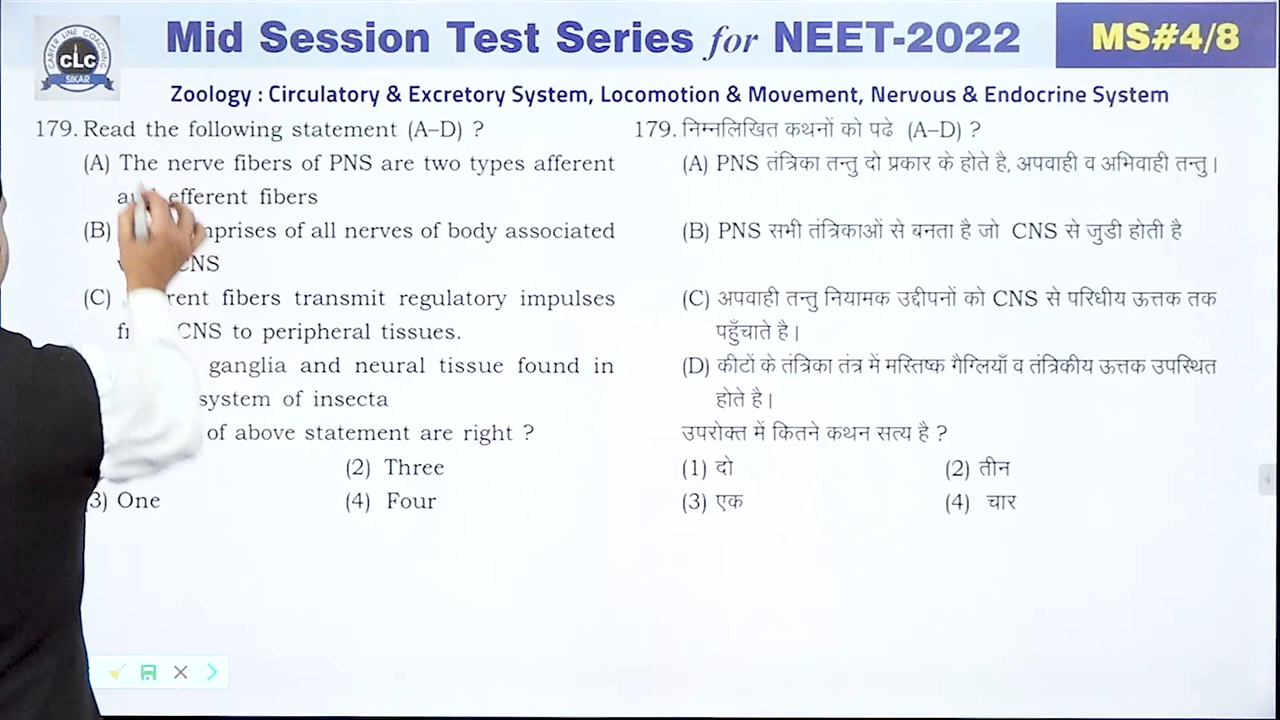 Mid Session Test Series for NEET-2022
MS#4/8
CAREER LINE COACHING
CLC
SIKAR
Zoology : Circulatory & Excretory System, Locomotion & Movement, Nervous & Endocrine System
179. Read the following statement (A–D) ?
(A) The nerve fibers of PNS are two types afferent
efferent fibers
(B) of all nerves of body associated
CNS
(C) fibers transmit regulatory impulses
CNS to peripheral tissues.
ganglia and neural tissue found in
system of insecta
of above statement are right ?
(2) Three
3) One (4) Four
179. निम्नलिखित कथनों को पढे (A–D) ?
(A) PNS तंत्रिका तन्तु दो प्रकार के होते है, अपवाही व अभिवाही तन्तु।
(B) PNS सभी तंत्रिकाओं से बनता है जो CNS से जुडी होती है
(C) अपवाही तन्तु नियामक उद्दीपनों को CNS से परिधीय ऊत्तक तक
पहुँचाते है।
(D) कीटों के तंत्रिका तंत्र में मस्तिष्क गैग्लियाँ व तंत्रिकीय ऊत्तक उपस्थित
होते है।
उपरोक्त में कितने कथन सत्य है ?
(1) दो (2) तीन
(3) एक (4) चार